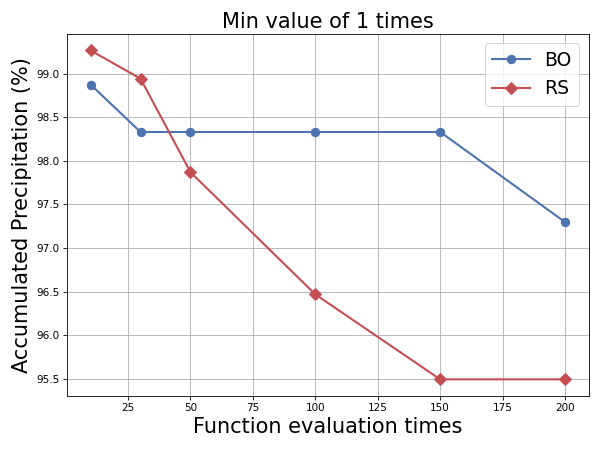 Min value of 1 times
BO
RS
Accumulated Precipitation (%)
99.0
98.5
98.0
97.5
97.0
96.5
96.0
95.5
25 50 75 100 125 150 175 200
Function evaluation times